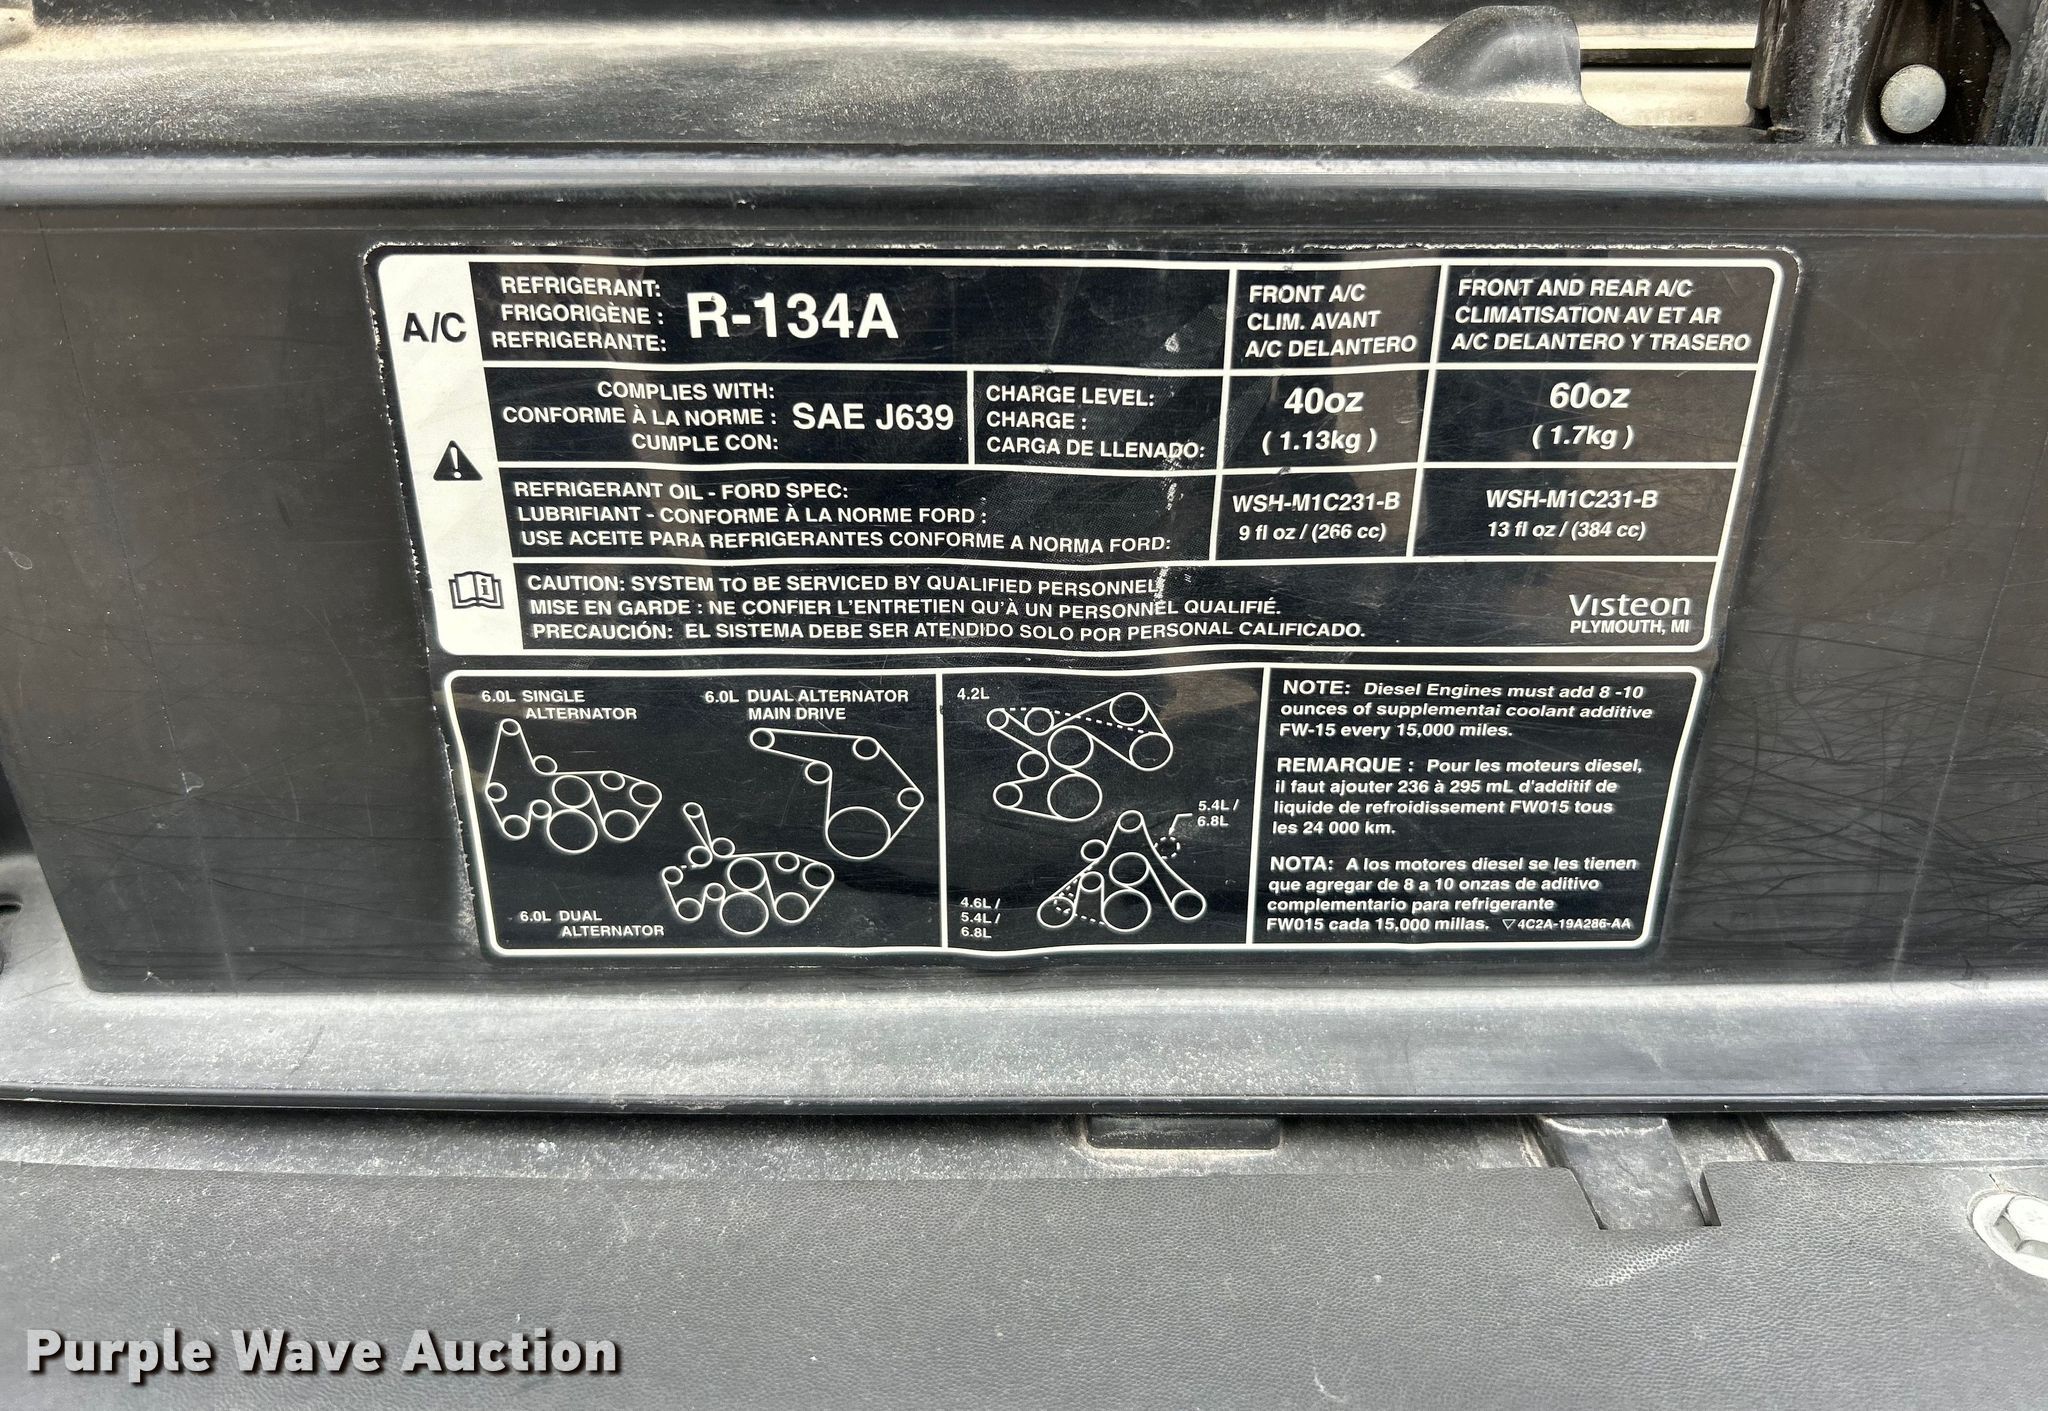 A/C
REFRIGERANT:
FRIGORIGÈNE :
REFRIGERANTE:
R-134A
FRONT A/C
CLIM. AVANT
A/C DELANTERO
FRONT AND REAR A/C
CLIMATISATION AV ET AR
A/C DELANTERO Y TRASERO
COMPLIES WITH:
CONFORME À LA NORME :
CUMPLE CON:
SAE J639
CHARGE LEVEL:
CHARGE :
CARGA DE LLENADO:
40oz
( 1.13kg )
60oz
( 1.7kg )
REFRIGERANT OIL - FORD SPEC:
LUBRIFIANT - CONFORME À LA NORME FORD :
USE ACEITE PARA REFRIGERANTES CONFORME A NORMA FORD:
WSH-M1C231-B
9 fl oz / (266 cc)
WSH-M1C231-B
13 fl oz / (384 cc)
CAUTION: SYSTEM TO BE SERVICED BY QUALIFIED PERSONNEL.
MISE EN GARDE : NE CONFIER L'ENTRETIEN QU'À UN PERSONNEL QUALIFIÉ.
PRECAUCIÓN: EL SISTEMA DEBE SER ATENDIDO SOLO POR PERSONAL CALIFICADO.
Visteon
PLYMOUTH, MI
6.0L SINGLE
ALTERNATOR
6.0L DUAL ALTERNATOR
MAIN DRIVE
6.0L DUAL
ALTERNATOR
4.2L
5.4L /
6.8L
4.6L /
5.4L /
6.8L
NOTE: Diesel Engines must add 8 -10
ounces of supplemental coolant additive
FW-15 every 15,000 miles.
REMARQUE : Pour les moteurs diesel,
il faut ajouter 236 à 295 mL d'additif de
liquide de refroidissement FW015 tous
les 24 000 km.
NOTA: A los motores diesel se les tienen
que agregar de 8 a 10 onzas de aditivo
complementario para refrigerante
FW015 cada 15,000 millas. ▽ 4C2A-19A286-AA
Purple Wave Auction